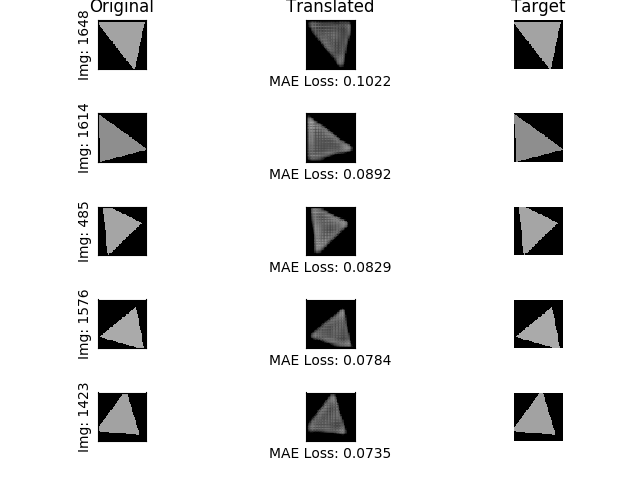 Original Translated Target
Img: 1648
MAE Loss: 0.1022
Img: 1614
MAE Loss: 0.0892
Img: 485
MAE Loss: 0.0829
Img: 1576
MAE Loss: 0.0784
Img: 1423
MAE Loss: 0.0735